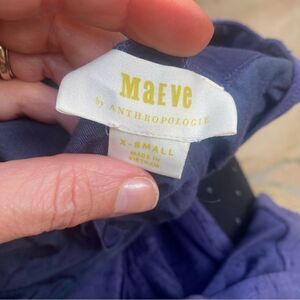 Maeve
by ANTHROPOLOGIE
X-SMALL
MADE IN
VIETNAM